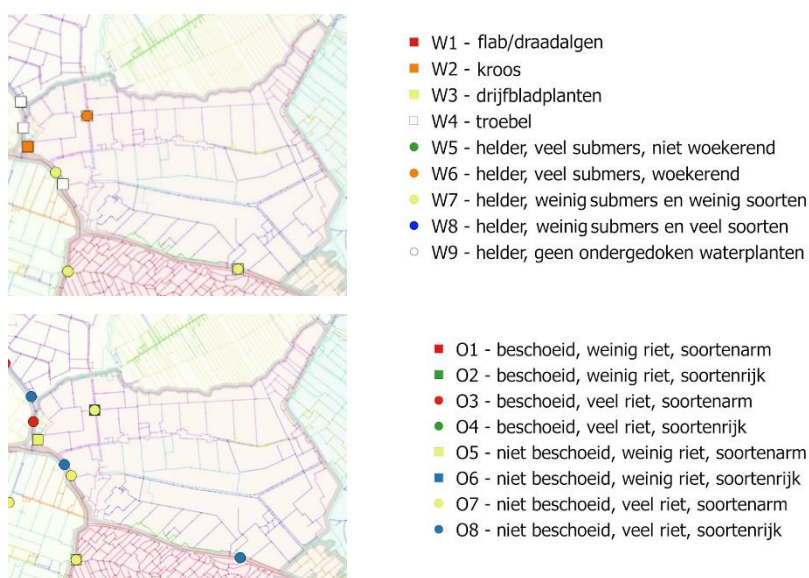 W1 - flab/draadalgen
W2 - kroos
W3 - drijfbladplanten
W4 - troebel
W5 - helder, veel submers, niet woekerend
W6 - helder, veel submers, woekerend
W7 - helder, weinig submers en weinig soorten
W8 - helder, weinig submers en veel soorten
W9 - helder, geen ondergedoken waterplanten
O1 - beschoeid, weinig riet, soortenarm
O2 - beschoeid, weinig riet, soortenrijk
O3 - beschoeid, veel riet, soortenarm
O4 - beschoeid, veel riet, soortenrijk
O5 - niet beschoeid, weinig riet, soortenarm
O6 - niet beschoeid, weinig riet, soortenrijk
O7 - niet beschoeid, veel riet, soortenarm
O8 - niet beschoeid, veel riet, soortenrijk